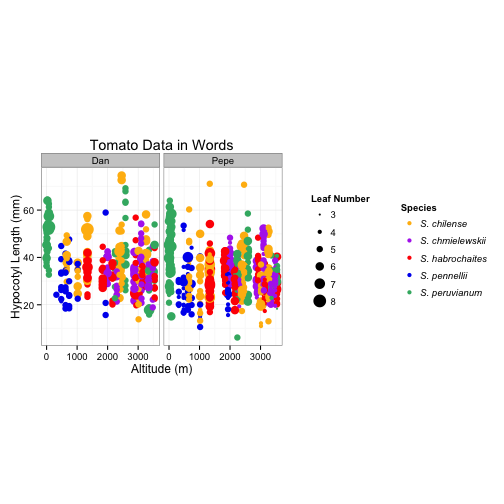 Tomato Data in Words
Dan Pepe
Hypocotyl Length (mm)
60
40
20
0 1000 2000 3000 0 1000 2000 3000
Altitude (m)
Leaf Number
3
4
5
6
7
8
Species
S. chilense
S. chmielewskii
S. habrochaites
S. pennellii
S. peruvianum